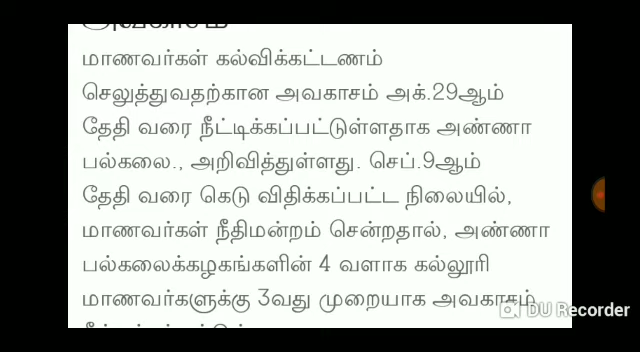 மாணவர்கள் கல்விக்கட்டணம்
செலுத்துவதற்கான அவகாசம் அக்.29ஆம்
தேதி வரை நீட்டிக்கப்பட்டுள்ளதாக அண்ணா
பல்கலை., அறிவித்துள்ளது. செப்.9ஆம்
தேதி வரை கெடு விதிக்கப்பட்ட நிலையில்,
மாணவர்கள் நீதிமன்றம் சென்றதால், அண்ணா
பல்கலைக்கழகங்களின் 4 வளாக கல்லூரி
மாணவர்களுக்கு 3வது முறையாக அவகாசம்
DU Recorder